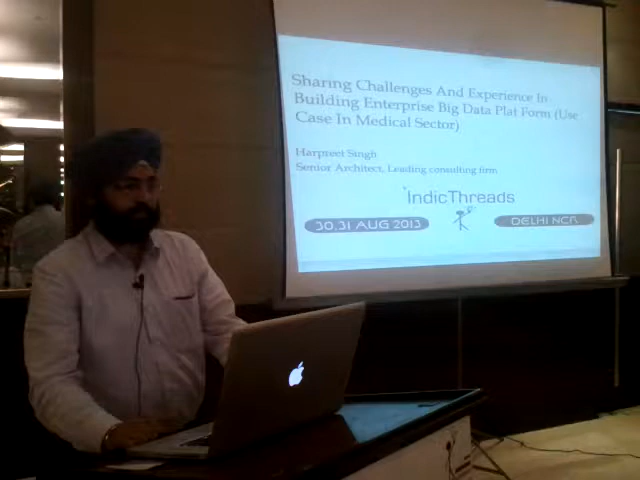 Sharing Challenges And Experience In
Building Enterprise Big Data Plat Form (Use
Case In Medical Sector)
Harpreet Singh
Senior Architect, Leading consulting firm
IndicThreads
30.31 AUG 2013
DELHI NCR